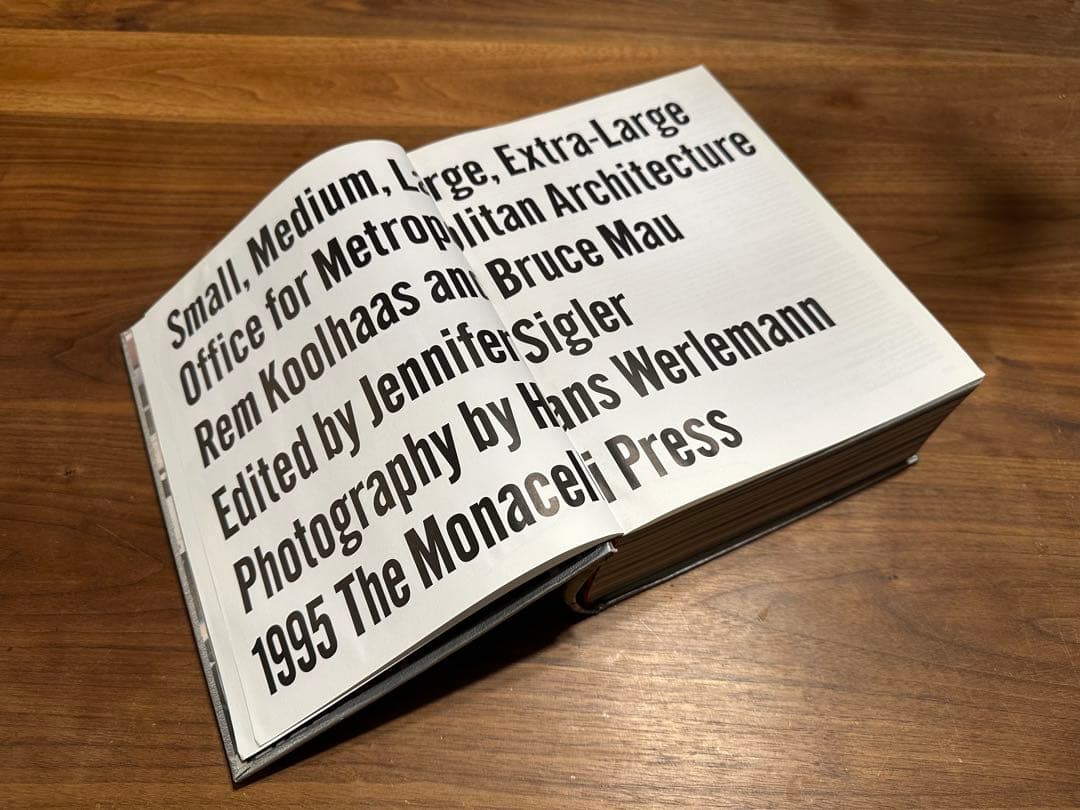 Small, Medium, Large, Extra-Large
Office for Metropolitan Architecture
Rem Koolhaas and Bruce Mau
Edited by Jennifer Sigler
Photography by Hans Werlemann
1995 The Monacelli Press